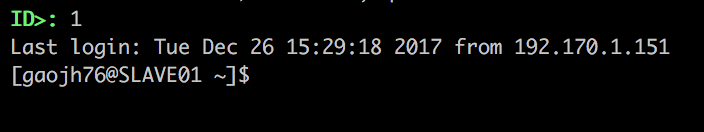 ID>: 1
Last login: Tue Dec 26 15:29:18 2017 from 192.170.1.151
[gaojh76@SLAVE01 ~]$